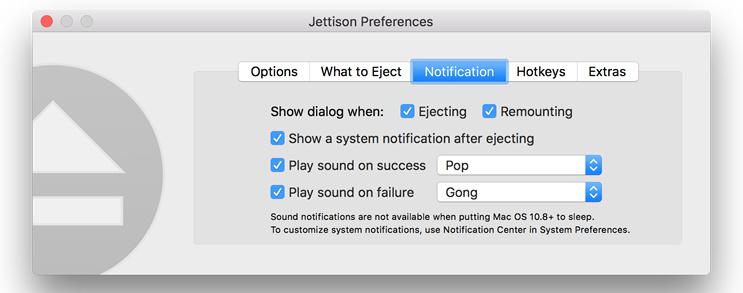 Jettison Preferences
Options What to Eject Notification Hotkeys Extras
Show dialog when: Ejecting Remounting
Show a system notification after ejecting
Play sound on success Pop
Play sound on failure Gong
Sound notifications are not available when putting Mac OS 10.8+ to sleep.
To customize system notifications, use Notification Center in System Preferences.